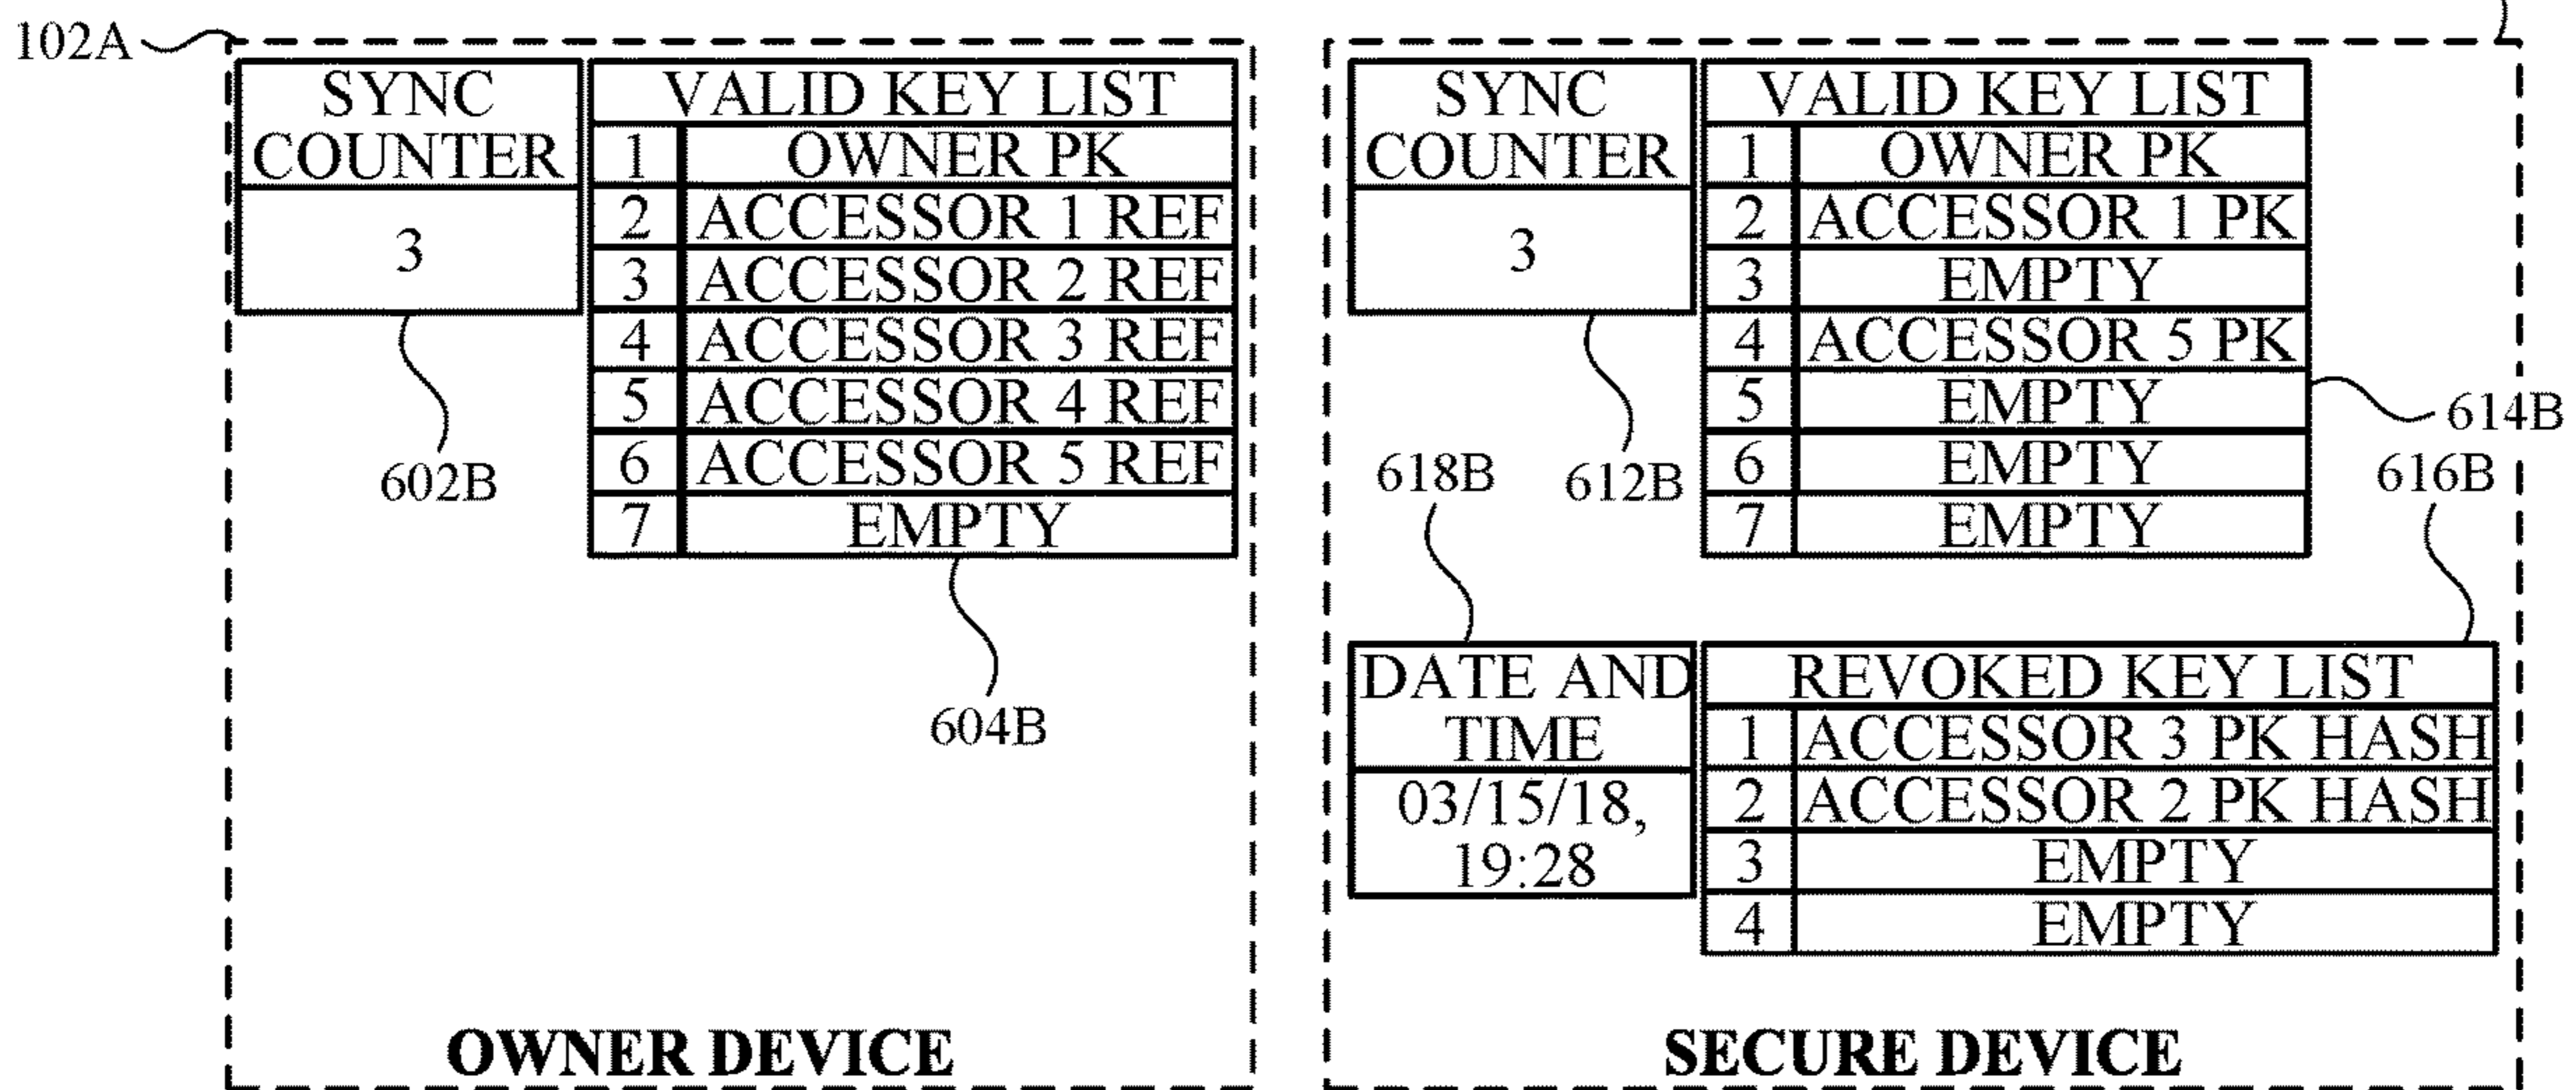 102A
SYNC
COUNTER
3
602B
VALID KEY LIST
1 OWNER PK
2 ACCESSOR 1 REF
3 ACCESSOR 2 REF
4 ACCESSOR 3 REF
5 ACCESSOR 4 REF
6 ACCESSOR 5 REF
7 EMPTY
604B
OWNER DEVICE
SYNC
COUNTER
3
612B
VALID KEY LIST
1 OWNER PK
2 ACCESSOR 1 PK
3 EMPTY
4 ACCESSOR 5 PK
5 EMPTY
6 EMPTY
7 EMPTY
614B
618B
616B
DATE AND
TIME
03/15/18,
19:28
REVOKED KEY LIST
1 ACCESSOR 3 PK HASH
2 ACCESSOR 2 PK HASH
3 EMPTY
4 EMPTY
SECURE DEVICE